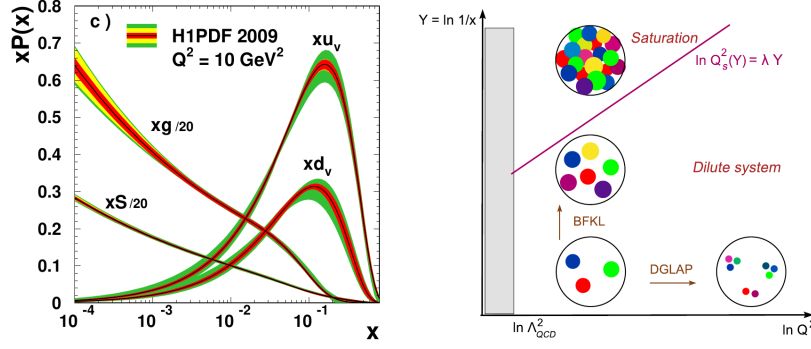 c )
H1PDF 2009
Q² = 10 GeV²
xP(x)
0.8
0.7
0.6
0.5
0.4
0.3
0.2
0.1
0
xu_v
xg/20
xd_v
xS/20
10⁻⁴
10⁻³
10⁻²
10⁻¹
x
Y = ln 1/x
Saturation
ln Q_s²(Y) = λ Y
Dilute system
BFKL
DGLAP
ln Λ²_QCD
ln Q²